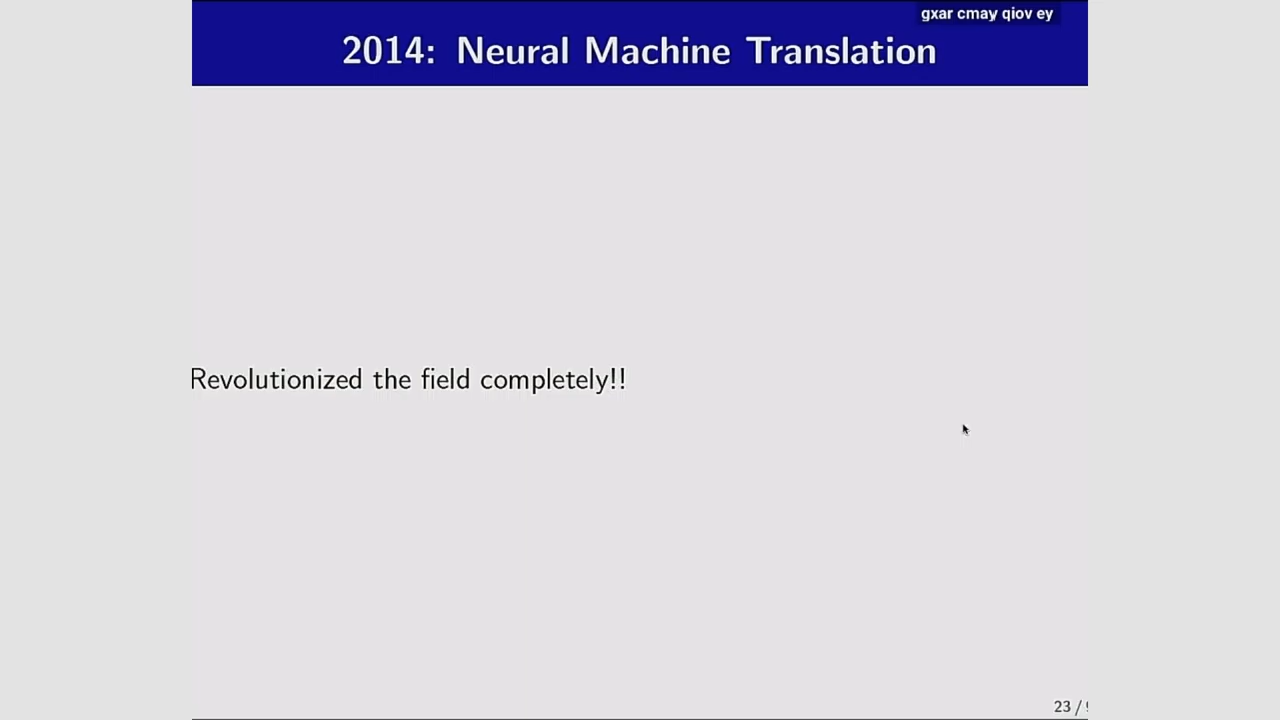 gxar cmay qiov ey
2014: Neural Machine Translation
Revolutionized the field completely!!
23 /